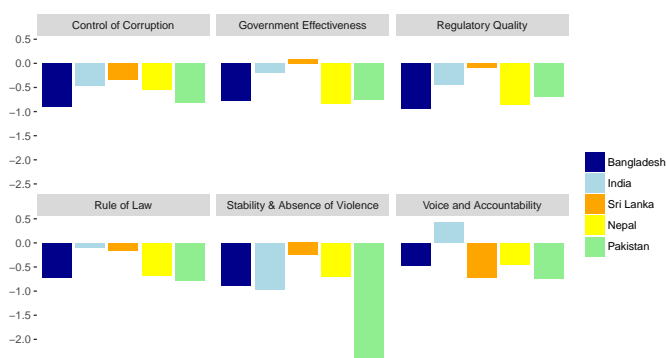 Control of Corruption Government Effectiveness Regulatory Quality
0.5
0.0
−0.5
−1.0
−1.5
−2.0
−2.5
Rule of Law Stability & Absence of Violence Voice and Accountability
0.5
0.0
−0.5
−1.0
−1.5
−2.0
Bangladesh
India
Sri Lanka
Nepal
Pakistan